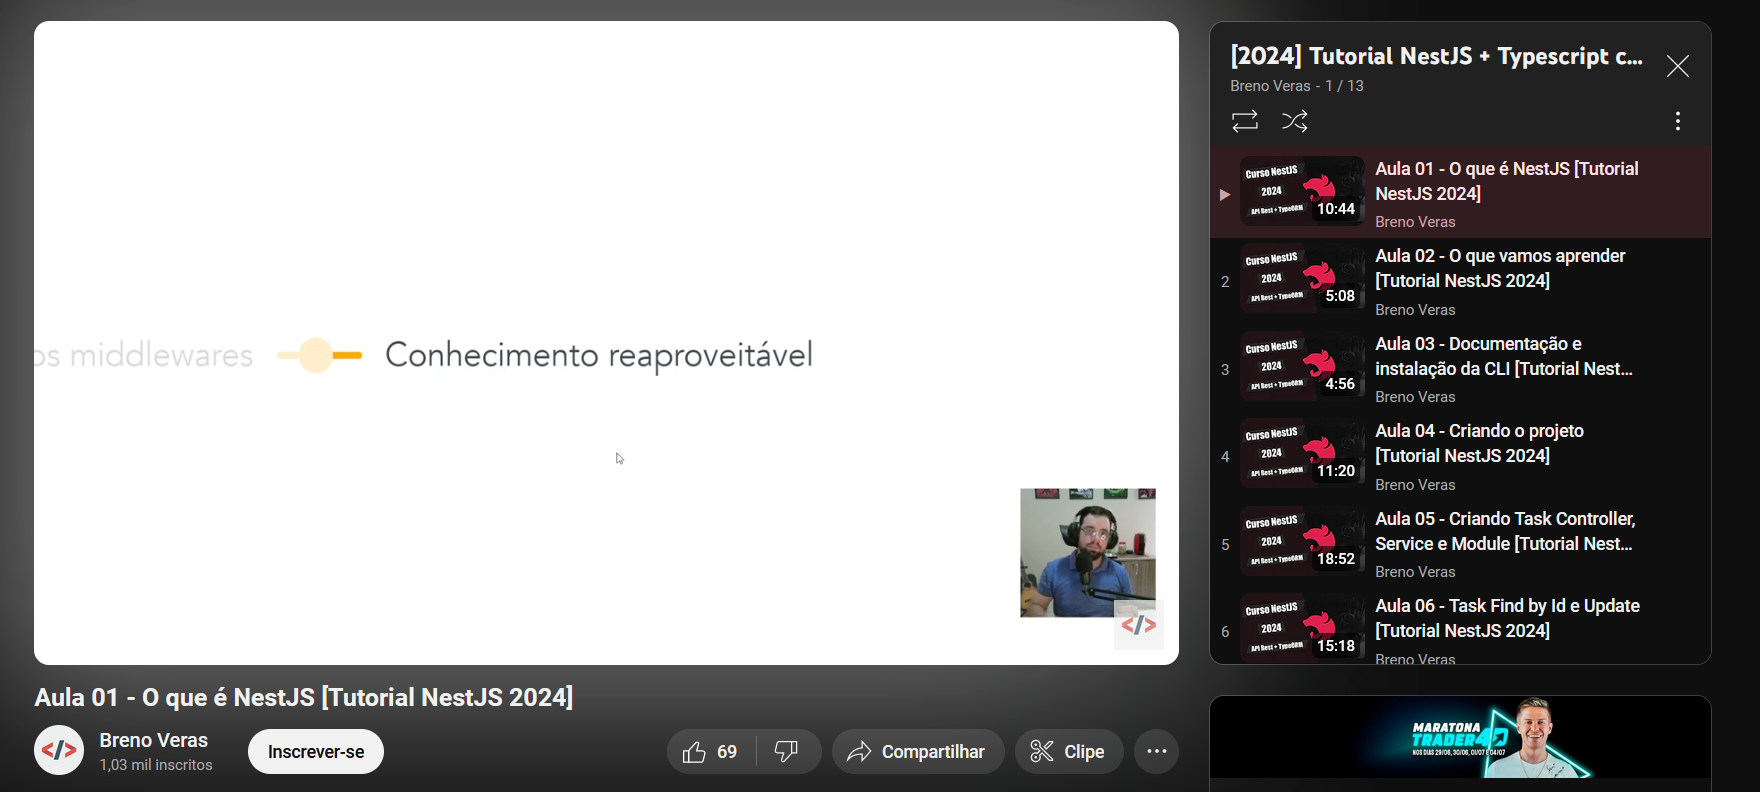 os middlewares
Conhecimento reaproveitável
</>
Aula 01 - O que é NestJS [Tutorial NestJS 2024]
</>
Breno Veras
1,03 mil inscritos
Inscrever-se
69
Compartilhar
Clipe
[2024] Tutorial NestJS + Typescript c...
Breno Veras - 1 / 13
Curso NestJS
2024
API Rest + TypeORM
10:44
Aula 01 - O que é NestJS [Tutorial
NestJS 2024]
Breno Veras
2
Curso NestJS
2024
API Rest + TypeORM
5:08
Aula 02 - O que vamos aprender
[Tutorial NestJS 2024]
Breno Veras
3
Curso NestJS
2024
API Rest + TypeORM
4:56
Aula 03 - Documentação e
instalação da CLI [Tutorial Nest...
Breno Veras
4
Curso NestJS
2024
API Rest + TypeORM
11:20
Aula 04 - Criando o projeto
[Tutorial NestJS 2024]
Breno Veras
5
Curso NestJS
2024
API Rest + TypeORM
18:52
Aula 05 - Criando Task Controller,
Service e Module [Tutorial Nest...
Breno Veras
6
Curso NestJS
2024
API Rest + TypeORM
15:18
Aula 06 - Task Find by Id e Update
[Tutorial NestJS 2024]
Breno Veras
MARATONA
TRADER 4D
NOS DIAS 29/06, 30/06, 01/07 E 04/07